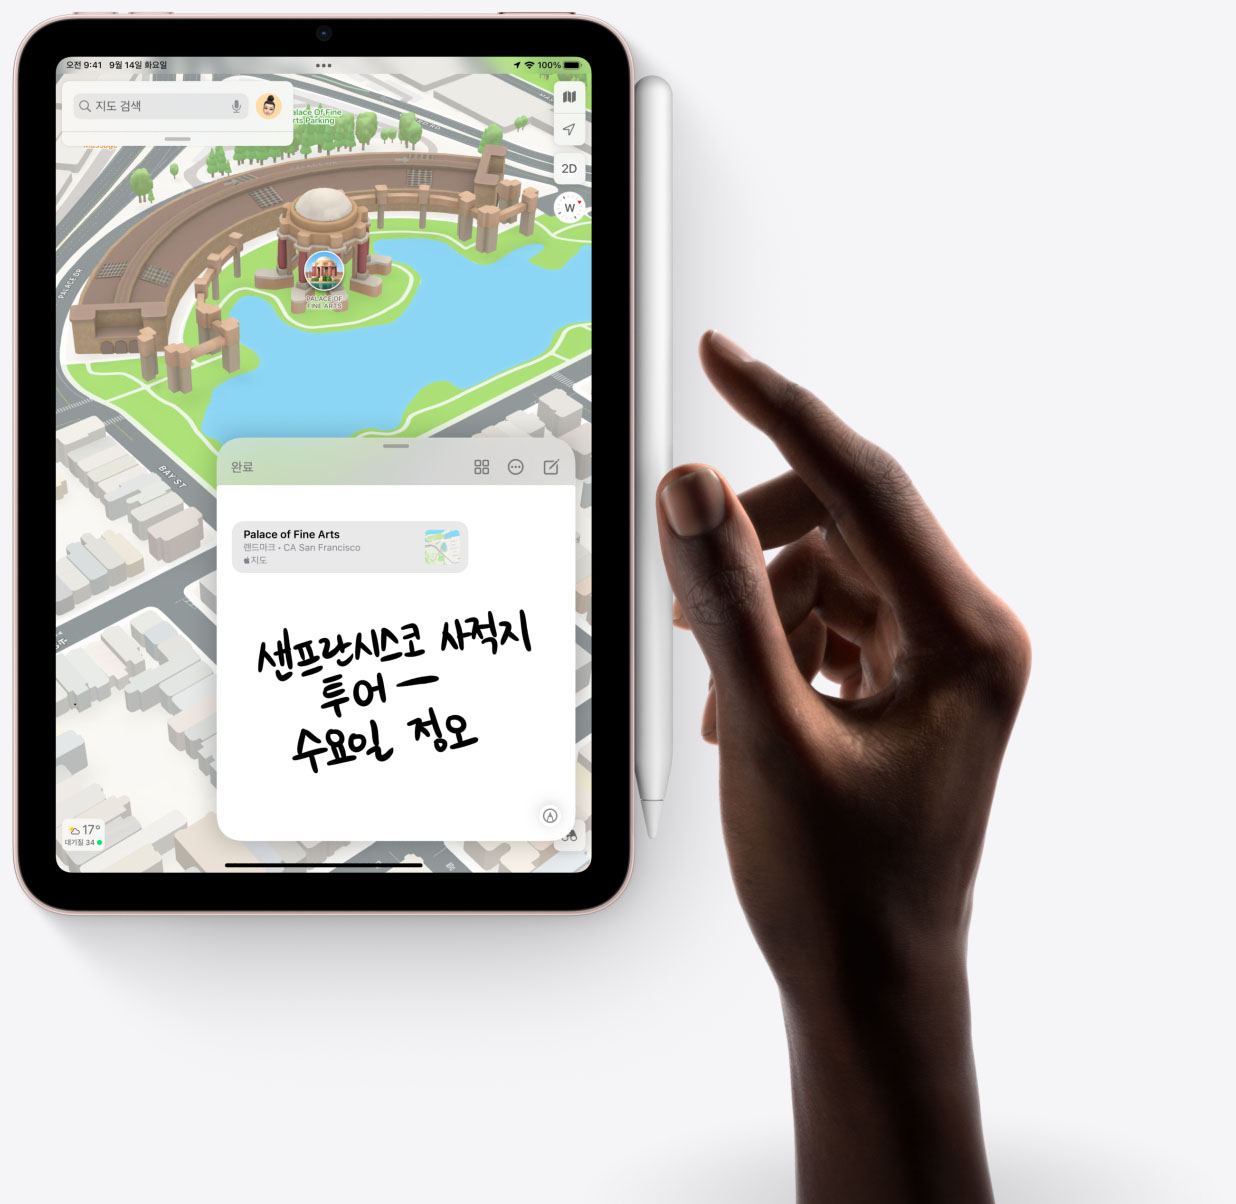 오전 9:41 9월 14일 화요일
100%
지도 검색
alace Of Fine
rts Parking
2D
W
PALACE DR
PALACE OF
FINE ARTS
BAY ST
완료
Palace of Fine Arts
랜드마크 • CA San Francisco
지도
샌프란시스코 사적지
투어 —
수요일 정오
17°
대기질 34